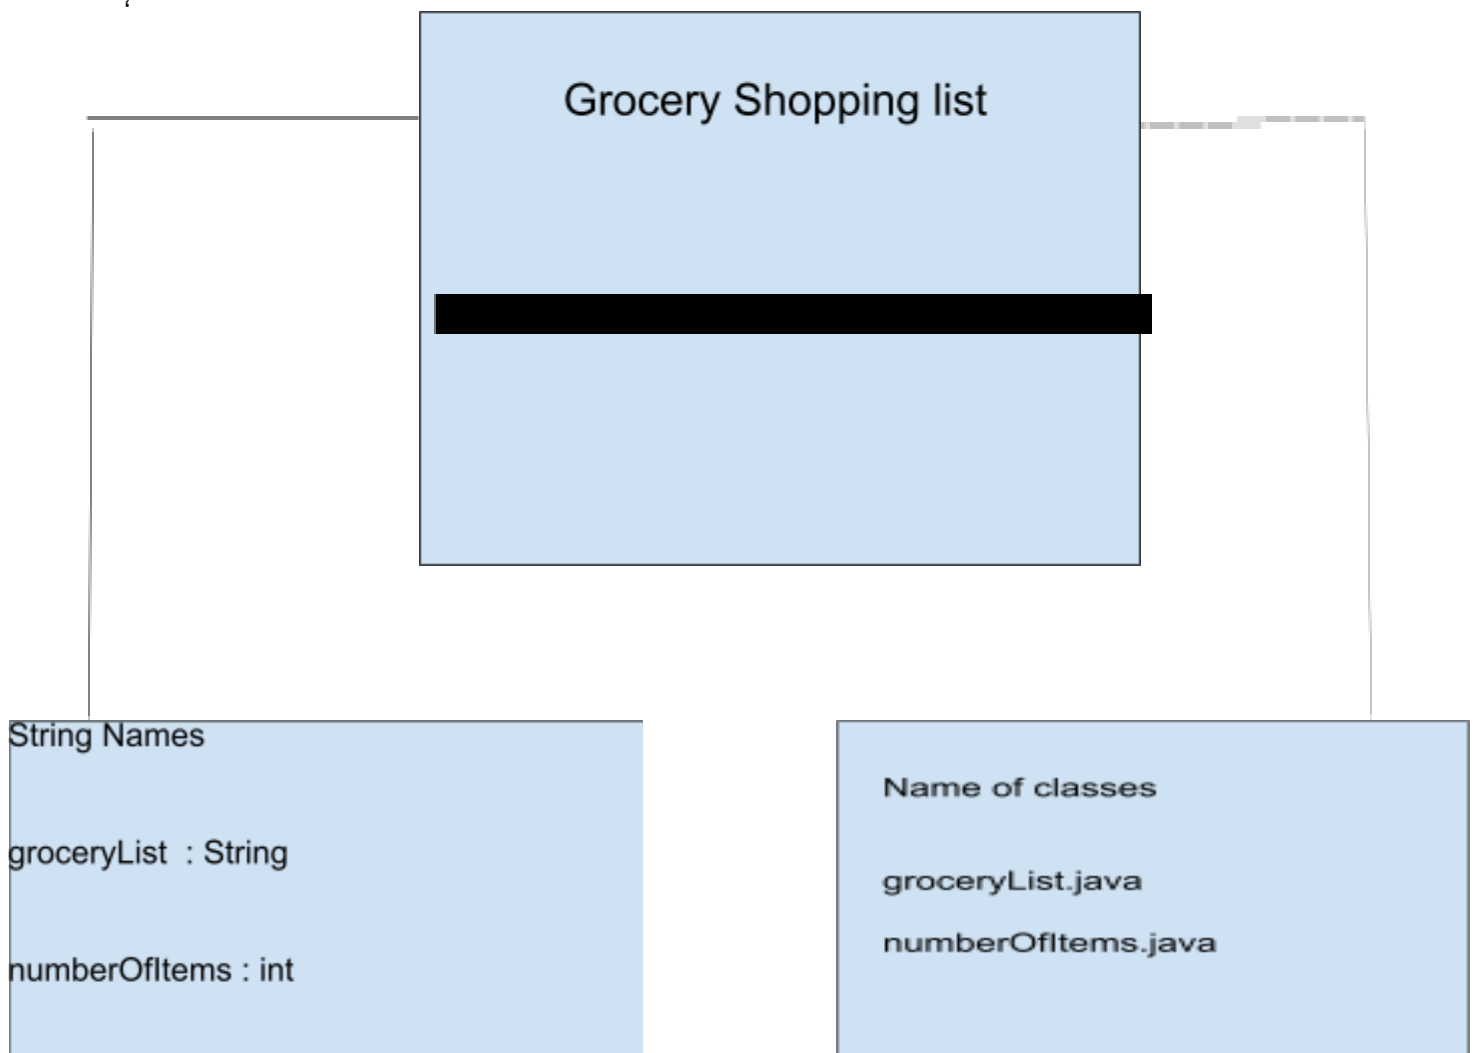 Grocery Shopping list
String Names
groceryList : String
numberOfItems : int
Name of classes
groceryList.java
numberOfItems.java